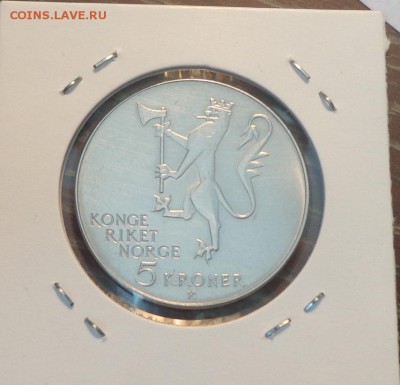 COINS.LAVE.RU
KONGE
RIKET
NORGE
5 KRONER